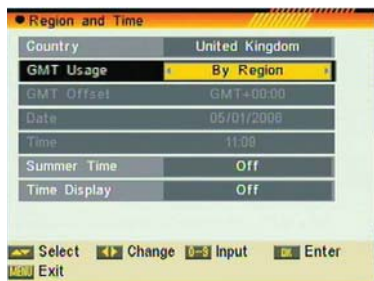 Region and Time
Country United Kingdom
GMT Usage By Region
GMT Offset GMT+00:00
Date 05/01/2008
Time 11:09
Summer Time Off
Time Display Off
Select Change 0-9 Input OK Enter
MENU Exit